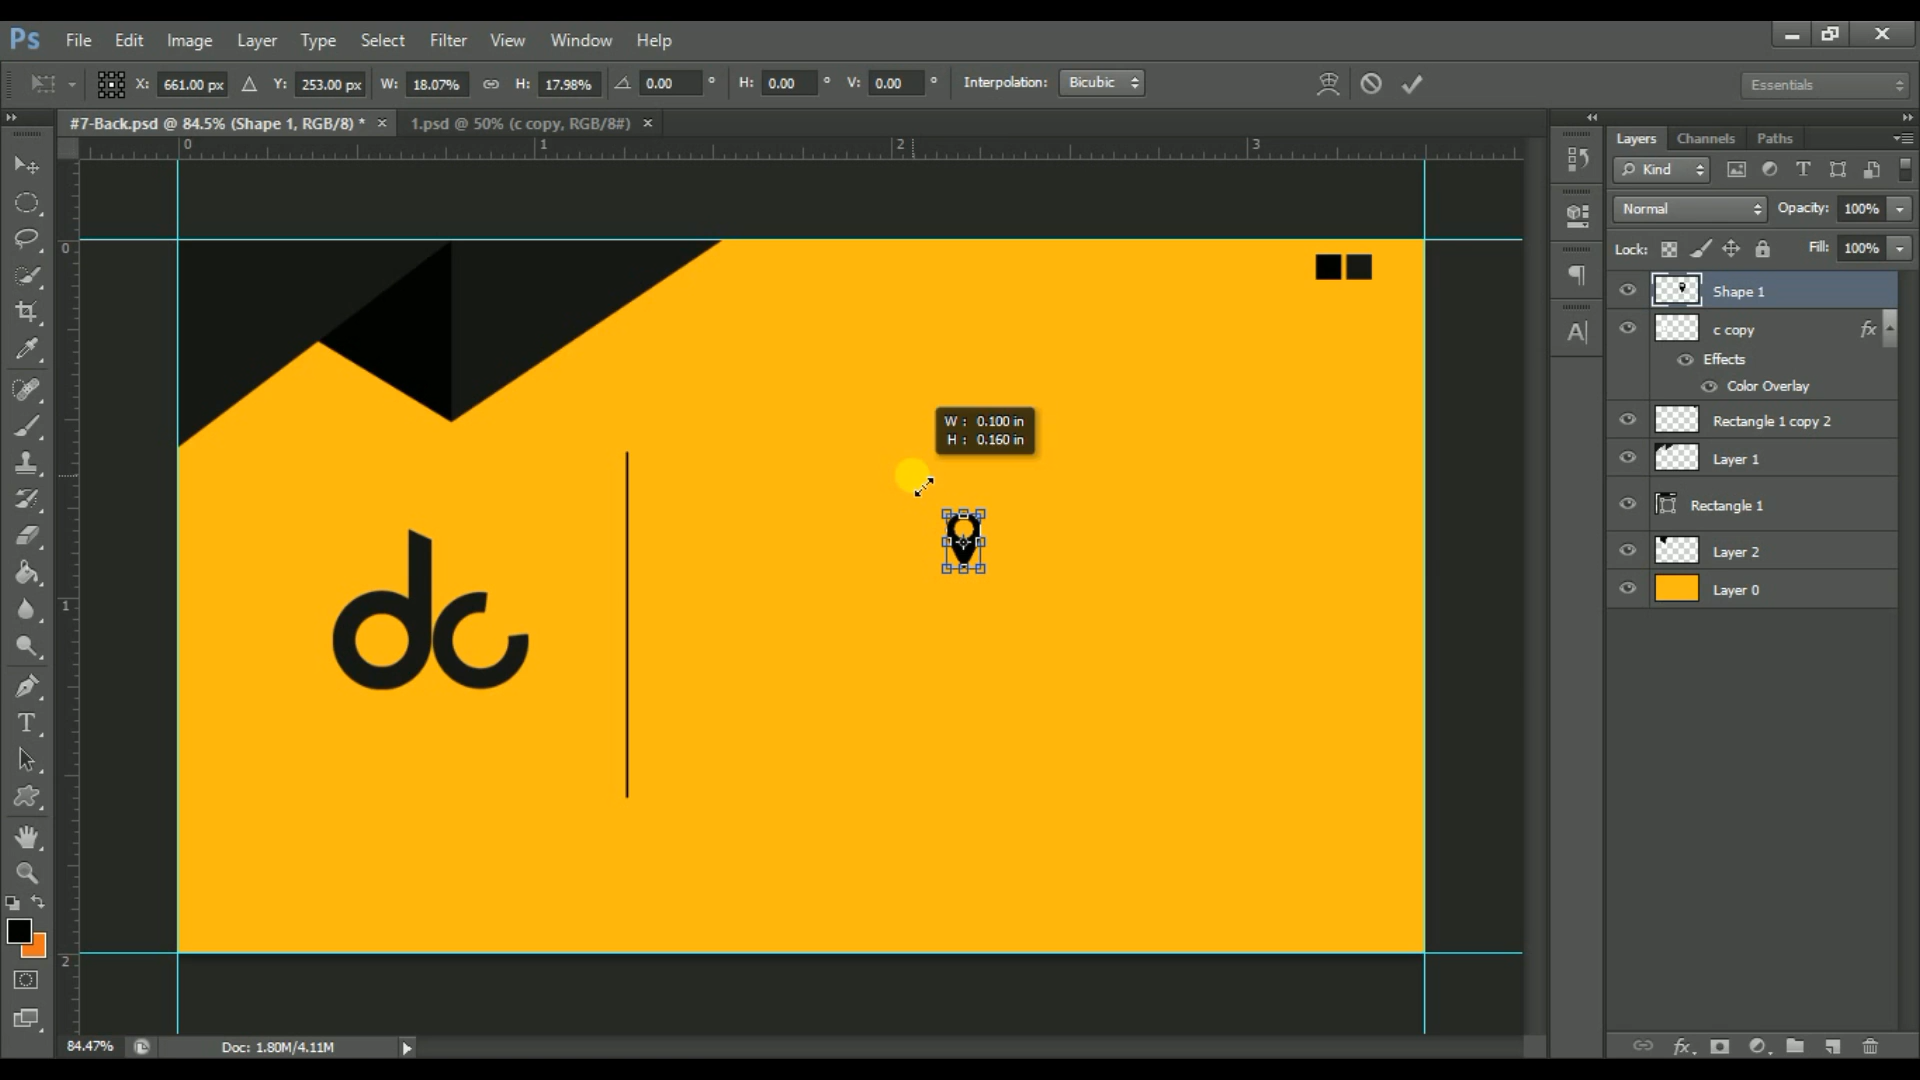 Ps File Edit Image Layer Type Select Filter View Window Help
X: 661.00 px Y: 253.00 px W: 18.07% H: 17.98% 0.00 ° H: 0.00 ° V: 0.00 ° Interpolation: Bicubic Essentials
#7-Back.psd @ 84.5% (Shape 1, RGB/8) * × 1.psd @ 50% (c copy, RGB/8#) ×
0 1 2 3
0
1
2
W : 0.100 in
H : 0.160 in
dc
Layers Channels Paths
Kind
Normal Opacity: 100%
Lock: Fill: 100%
Shape 1
c copy fx
Effects
Color Overlay
Rectangle 1 copy 2
Layer 1
Rectangle 1
Layer 2
Layer 0
84.47% Doc: 1.80M/4.11M
fx